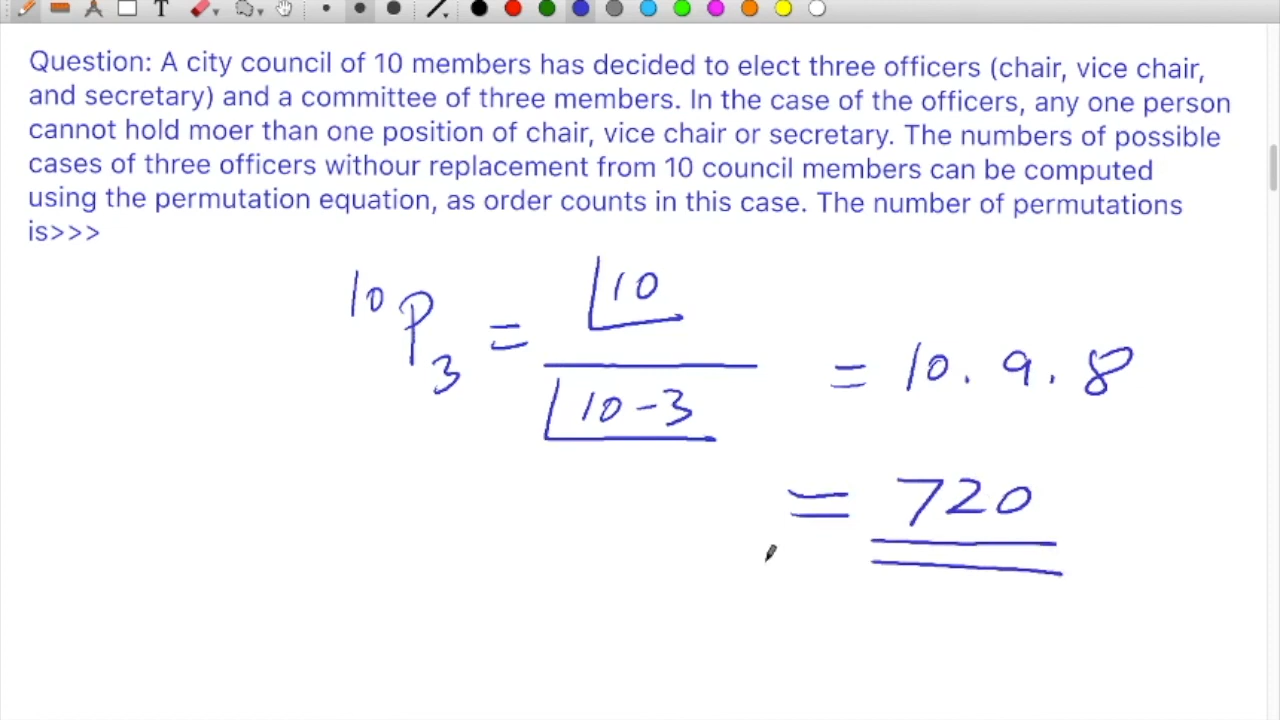 Question: A city council of 10 members has decided to elect three officers (chair, vice chair,
and secretary) and a committee of three members. In the case of the officers, any one person
cannot hold moer than one position of chair, vice chair or secretary. The numbers of possible
cases of three officers withour replacement from 10 council members can be computed
using the permutation equation, as order counts in this case. The number of permutations
is>>>
10P3 = |10 / |10-3 = 10. 9. 8
= 720